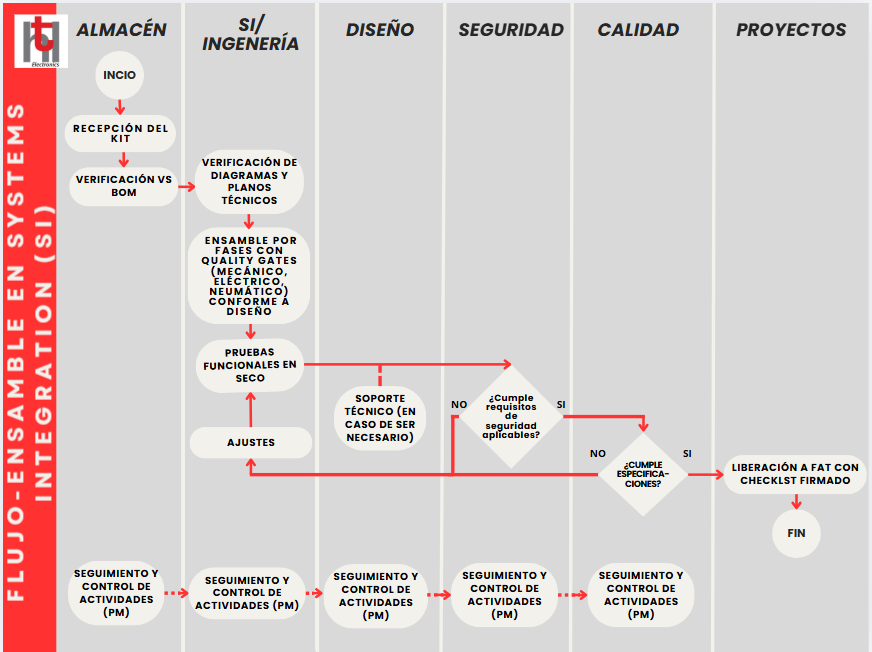 FLUJO-ENSAMBLE EN SYSTEMS
INTEGRATION (SI)
htl
Electronics
ALMACÉN
SI/
INGENERÍA
DISEÑO
SEGURIDAD
CALIDAD
PROYECTOS
INCIO
RECEPCIÓN DEL
KIT
VERIFICACIÓN VS
BOM
VERIFICACIÓN DE
DIAGRAMAS Y
PLANOS
TÉCNICOS
ENSAMBLE POR
FASES CON
QUALITY GATES
(MECÁNICO,
ELÉCTRICO,
NEUMÁTICO)
CONFORME A
DISEÑO
PRUEBAS
FUNCIONALES EN
SECO
AJUSTES
SOPORTE
TÉCNICO (EN
CASO DE SER
NECESARIO)
NO
¿Cumple
requisitos
de
seguridad
aplicables?
SI
NO
¿CUMPLE
ESPECIFICA-
CIONES?
SI
LIBERACIÓN A FAT CON
CHECKLST FIRMADO
FIN
SEGUIMIENTO Y
CONTROL DE
ACTIVIDADES
(PM)
SEGUIMIENTO Y
CONTROL DE
ACTIVIDADES (PM)
SEGUIMIENTO Y
CONTROL DE
ACTIVIDADES
(PM)
SEGUIMIENTO Y
CONTROL DE
ACTIVIDADES
(PM)
SEGUIMIENTO Y
CONTROL DE
ACTIVIDADES
(PM)